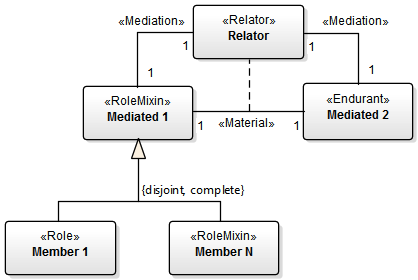 «Mediation»
«Relator»
Relator
«Mediation»
1
1
1
1
«RoleMixin»
Mediated 1
«Endurant»
Mediated 2
1
«Material»
1
{disjoint, complete}
«Role»
Member 1
«RoleMixin»
Member N